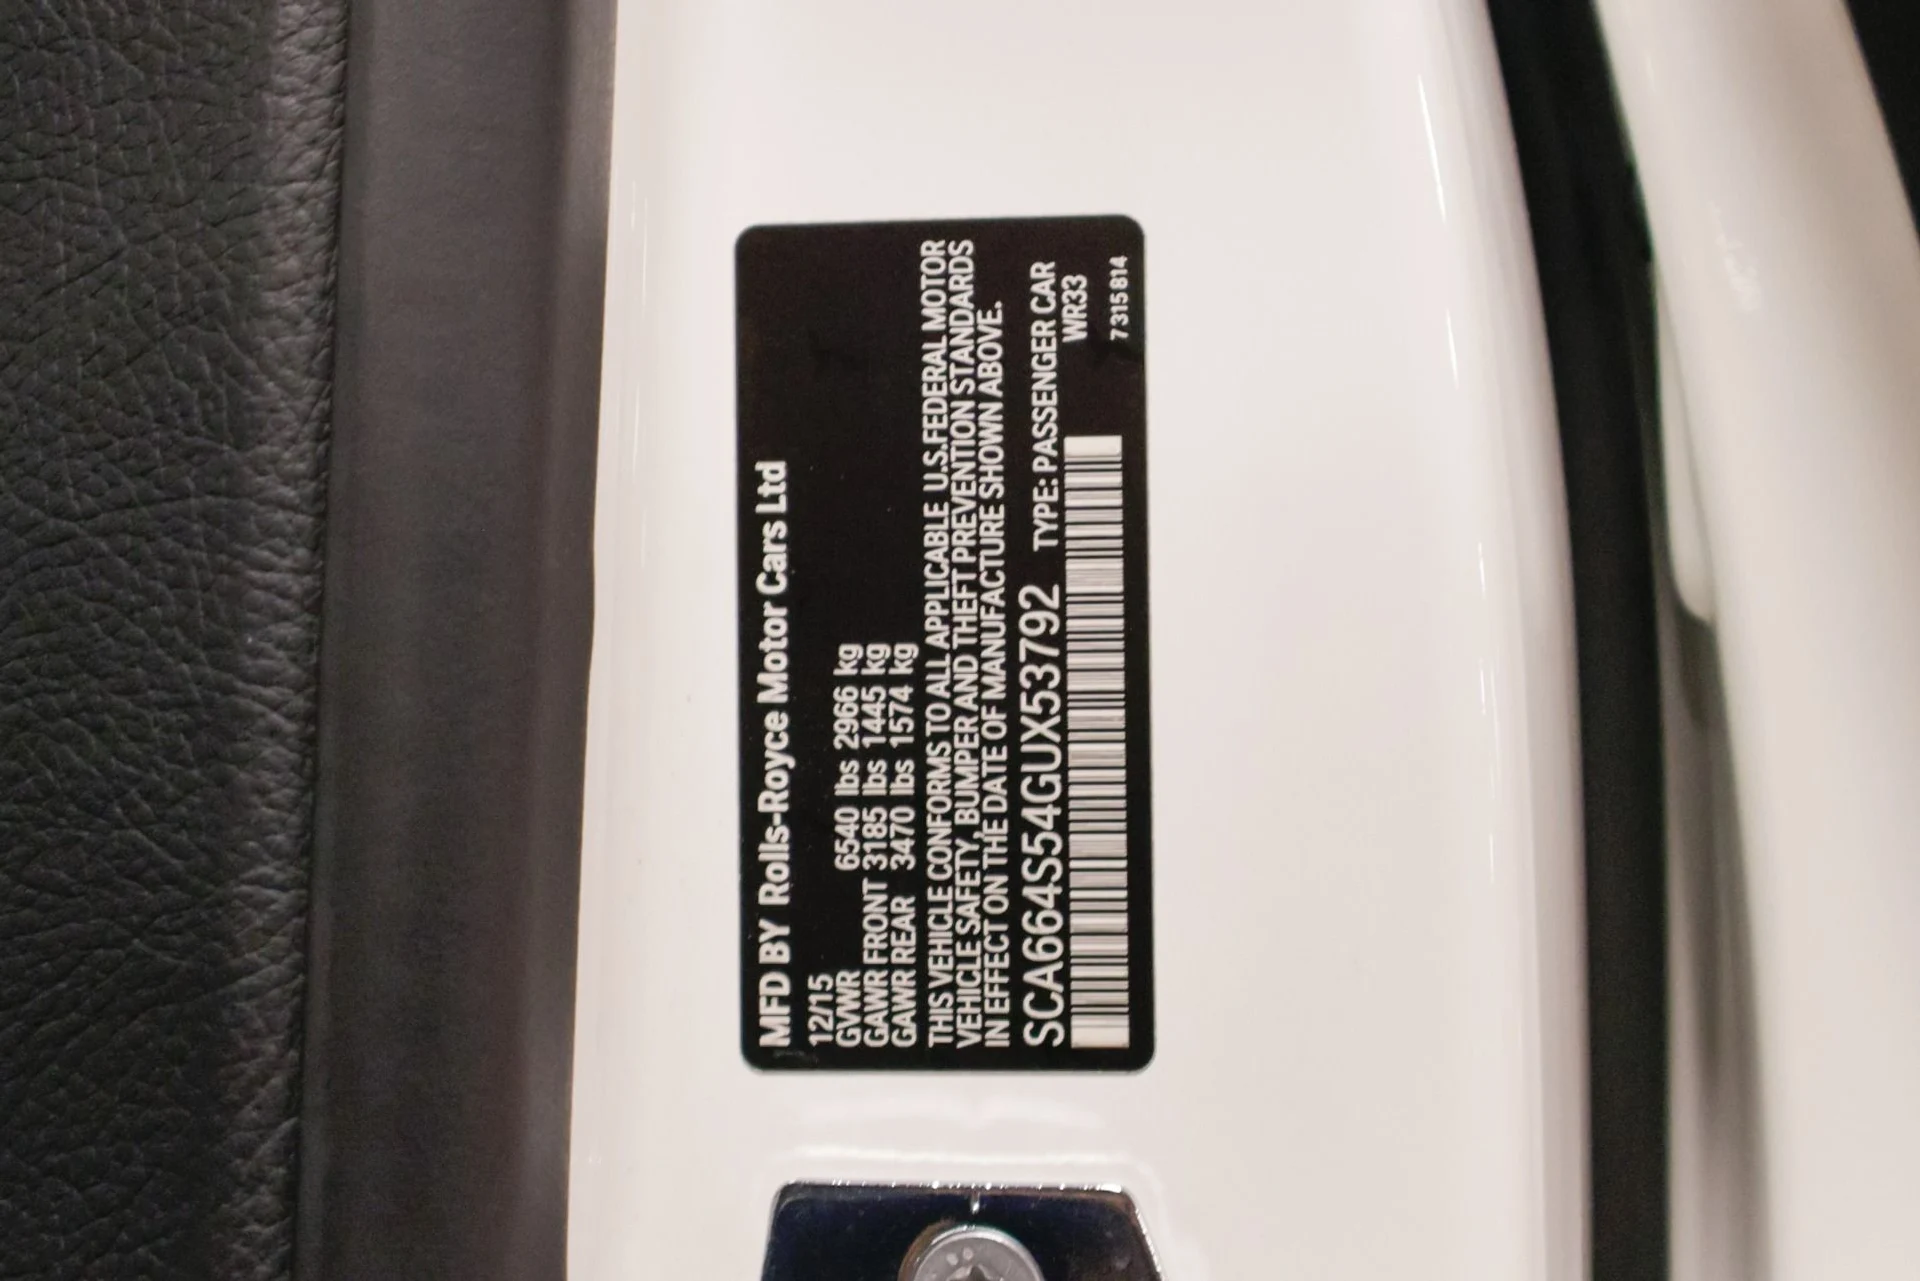 MFD BY Rolls-Royce Motor Cars Ltd
12/15
GVWR 6540 lbs 2966 kg
GAWR FRONT 3185 lbs 1445 kg
GAWR REAR 3470 lbs 1574 kg
THIS VEHICLE CONFORMS TO ALL APPLICABLE U.S.FEDERAL MOTOR
VEHICLE SAFETY, BUMPER AND THEFT PREVENTION STANDARDS
IN EFFECT ON THE DATE OF MANUFACTURE SHOWN ABOVE.
SCA664S54GUX53792 TYPE: PASSENGER CAR
WR33
7315814